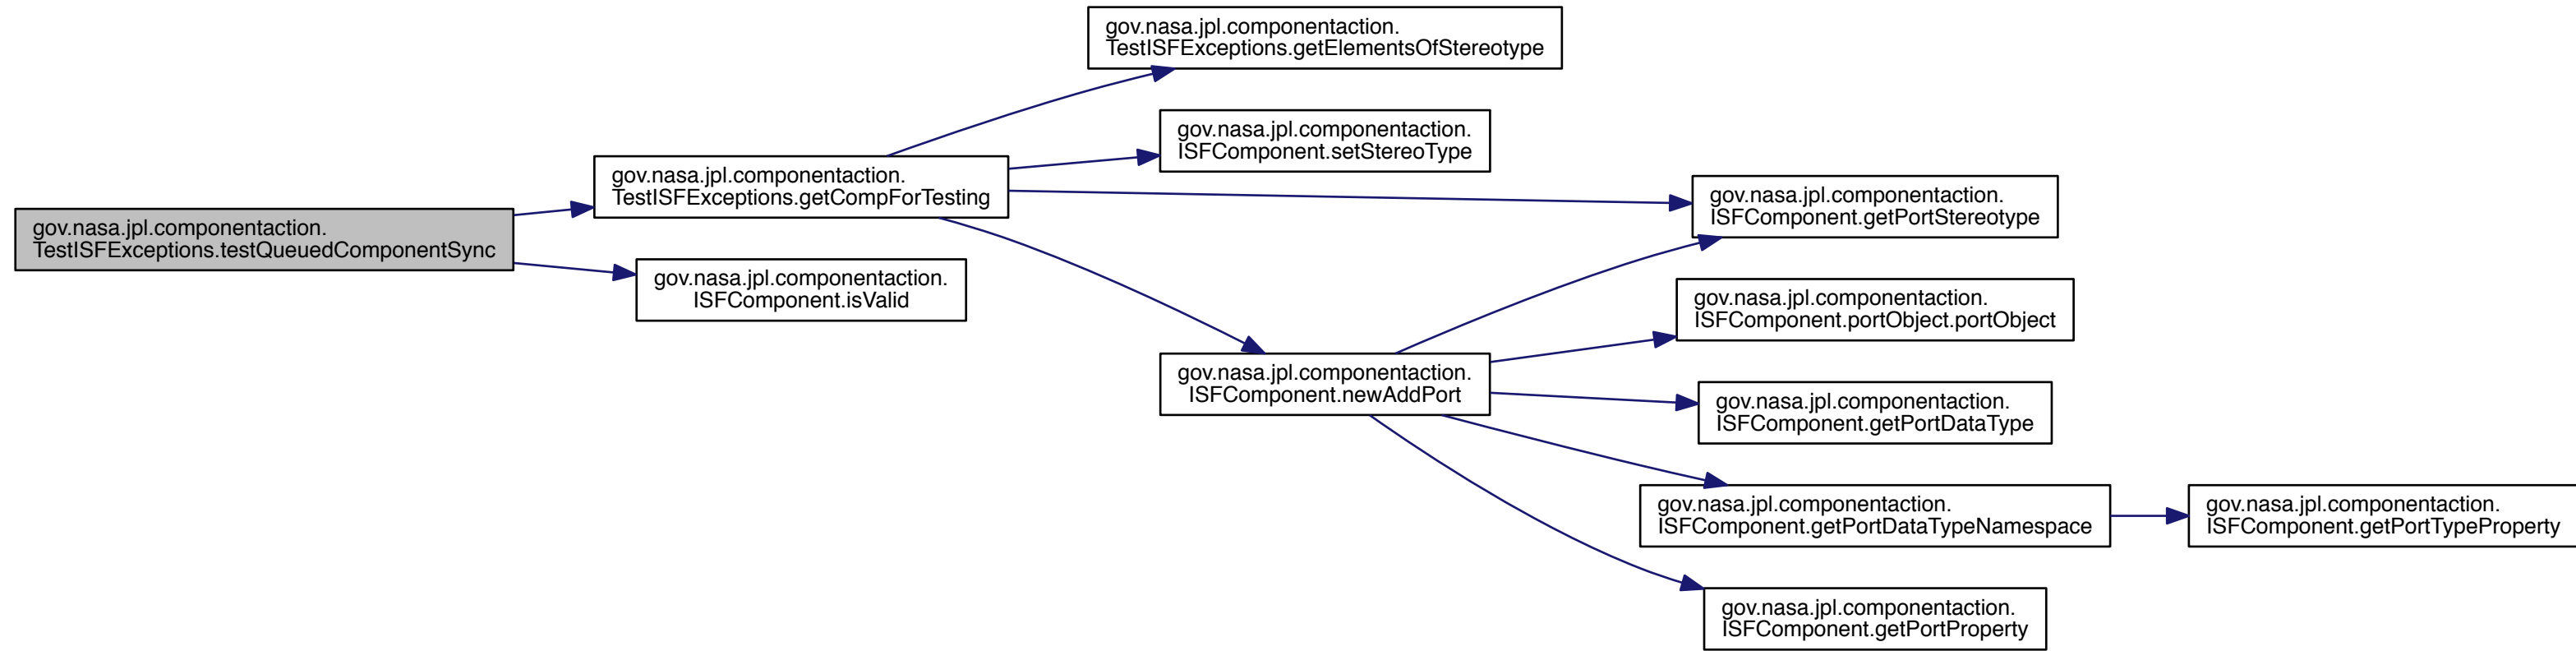 gov.nasa.jpl.componentaction.
TestISFExceptions.testQueuedComponentSync
gov.nasa.jpl.componentaction.
TestISFExceptions.getCompForTesting
gov.nasa.jpl.componentaction.
ISFComponent.isValid
gov.nasa.jpl.componentaction.
TestISFExceptions.getElementsOfStereotype
gov.nasa.jpl.componentaction.
ISFComponent.setStereoType
gov.nasa.jpl.componentaction.
ISFComponent.newAddPort
gov.nasa.jpl.componentaction.
ISFComponent.getPortStereotype
gov.nasa.jpl.componentaction.
ISFComponent.portObject.portObject
gov.nasa.jpl.componentaction.
ISFComponent.getPortDataType
gov.nasa.jpl.componentaction.
ISFComponent.getPortDataTypeNamespace
gov.nasa.jpl.componentaction.
ISFComponent.getPortProperty
gov.nasa.jpl.componentaction.
ISFComponent.getPortTypeProperty